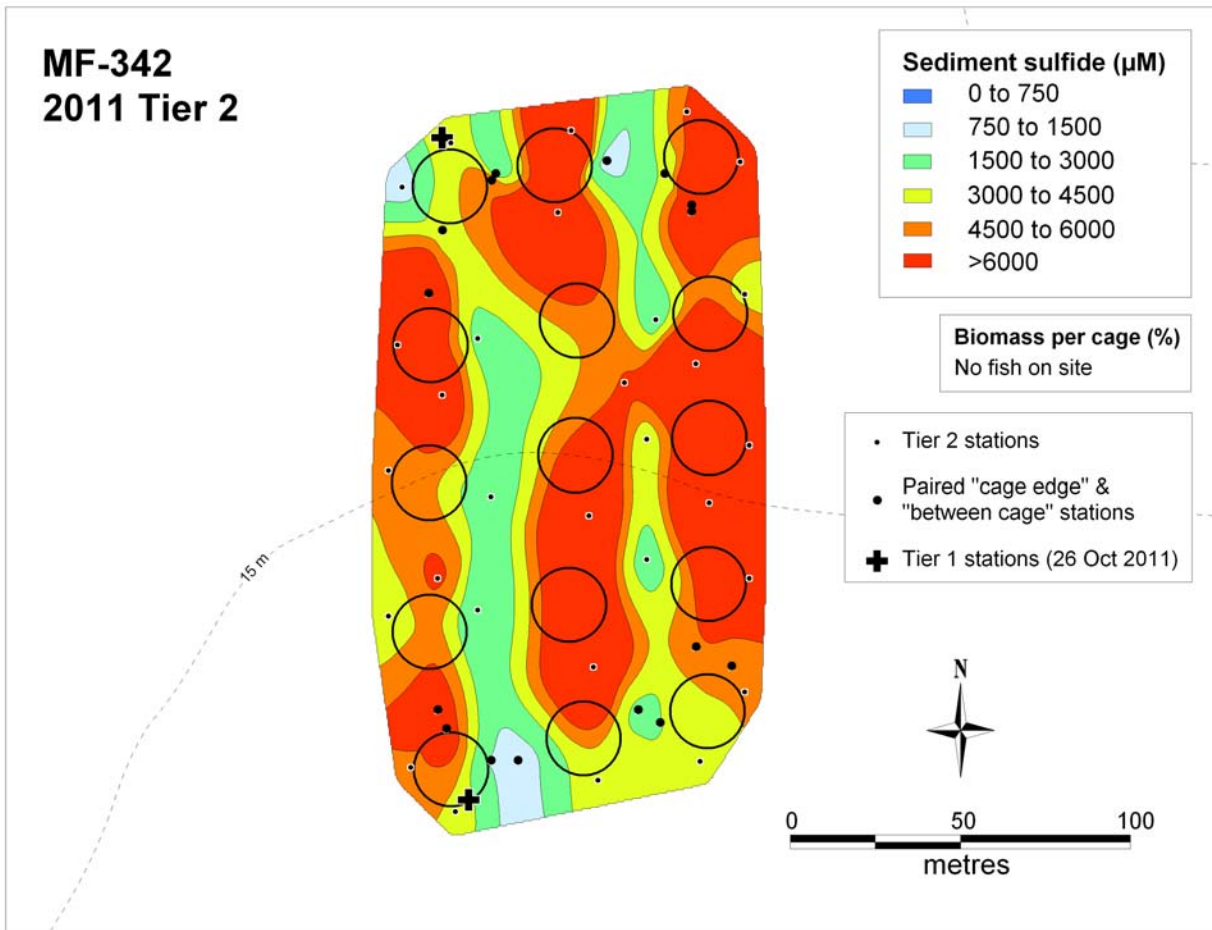 MF-342
2011 Tier 2
Sediment sulfide (µM)
0 to 750
750 to 1500
1500 to 3000
3000 to 4500
4500 to 6000
>6000
Biomass per cage (%)
No fish on site
Tier 2 stations
Paired "cage edge" &
"between cage" stations
Tier 1 stations (26 Oct 2011)
15 m
N
0 50 100
metres